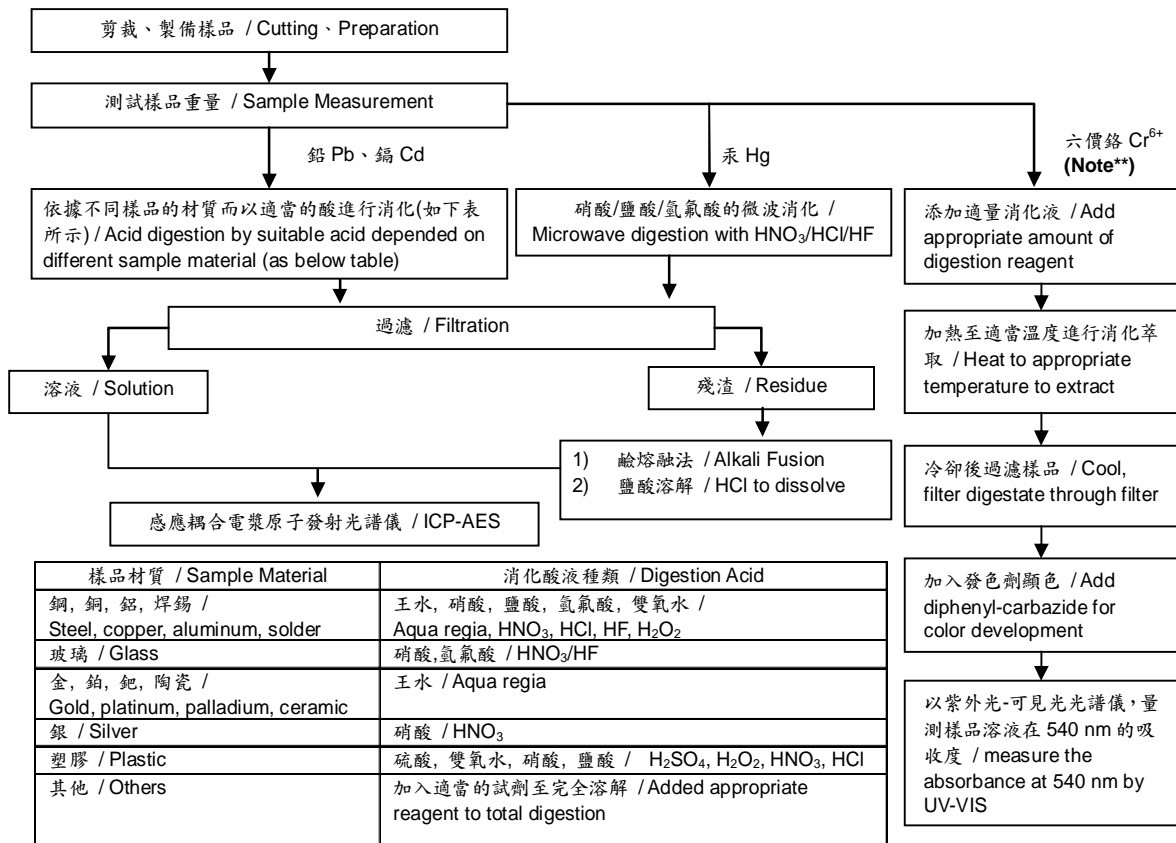 剪裁、製備樣品 / Cutting、Preparation
測試樣品重量 / Sample Measurement
鉛 Pb、鎘 Cd
汞 Hg
六價鉻 Cr6+
(Note**)
依據不同樣品的材質而以適當的酸進行消化(如下表
所示) / Acid digestion by suitable acid depended on
different sample material (as below table)
硝酸/鹽酸/氫氟酸的微波消化 /
Microwave digestion with HNO3/HCl/HF
添加適量消化液 / Add
appropriate amount of
digestion reagent
過濾 / Filtration
加熱至適當溫度進行消化萃
取 / Heat to appropriate
temperature to extract
溶液 / Solution
殘渣 / Residue
1) 鹼熔融法 / Alkali Fusion
2) 鹽酸溶解 / HCl to dissolve
冷卻後過濾樣品 / Cool,
filter digestate through filter
感應耦合電漿原子發射光譜儀 / ICP-AES
加入發色劑顯色 / Add
diphenyl-carbazide for
color development
以紫外光-可見光光譜儀,量
測樣品溶液在 540 nm 的吸
收度 / measure the
absorbance at 540 nm by
UV-VIS
樣品材質 / Sample Material 消化酸液種類 / Digestion Acid
鋼, 銅, 鋁, 焊錫 / 王水, 硝酸, 鹽酸, 氫氟酸, 雙氧水 /
Steel, copper, aluminum, solder Aqua regia, HNO3, HCl, HF, H2O2
玻璃 / Glass 硝酸,氫氟酸 / HNO3/HF
金, 鉑, 鈀, 陶瓷 / 王水 / Aqua regia
Gold, platinum, palladium, ceramic
銀 / Silver 硝酸 / HNO3
塑膠 / Plastic 硫酸, 雙氧水, 硝酸, 鹽酸 / H2SO4, H2O2, HNO3, HCl
其他 / Others 加入適當的試劑至完全溶解 / Added appropriate
reagent to total digestion